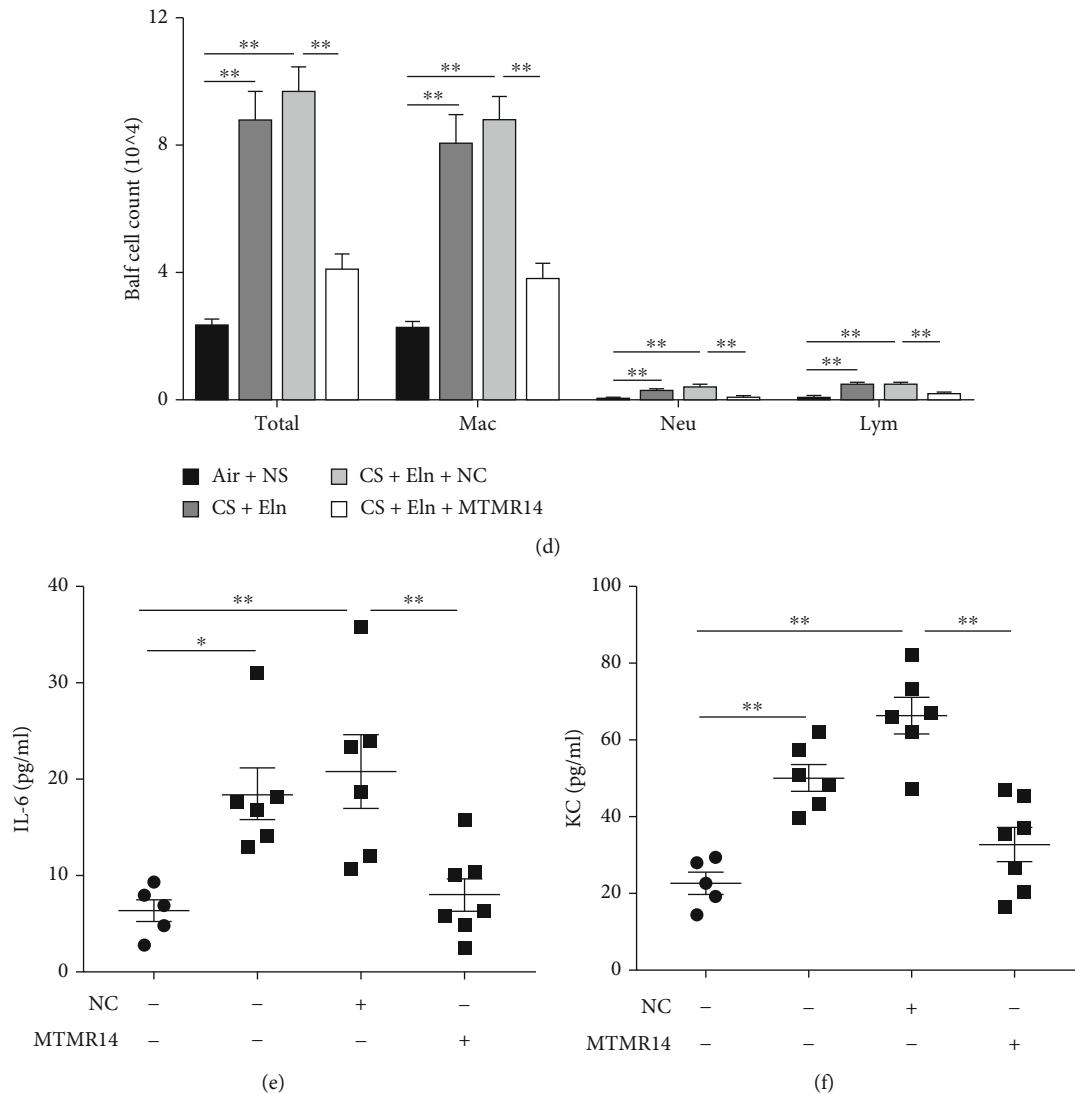 12
8
4
0
Balf cell count (10^4)
** ** ** ** ** **
** ** ** ** ** **
Total Mac Neu Lym
Air + NS CS + Eln + NC
CS + Eln CS + Eln + MTMR14
(d)
40
30
20
10
0
IL-6 (pg/ml)
** **
*
NC − − + −
MTMR14 − − − +
(e)
100
80
60
40
20
0
KC (pg/ml)
** **
**
− − + −
− − − +
(f)